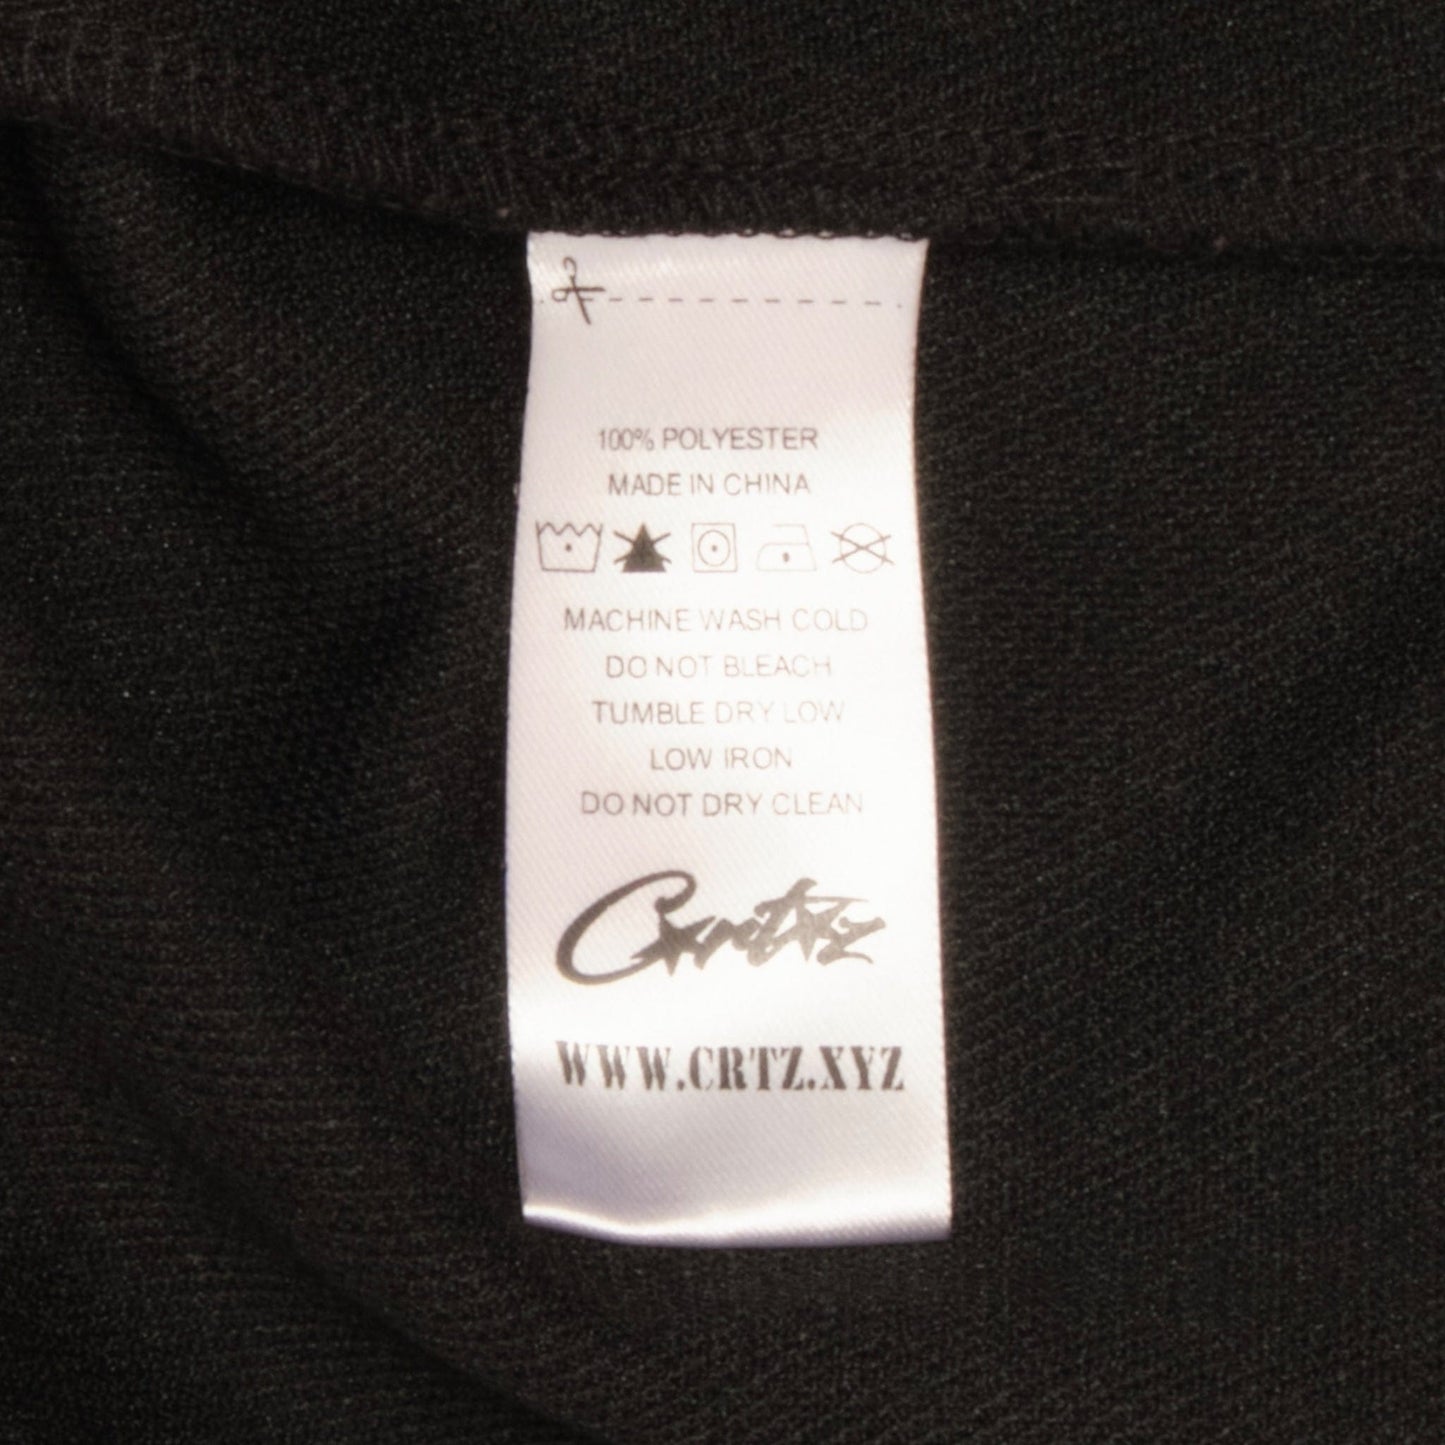 100% POLYESTER
MADE IN CHINA
MACHINE WASH COLD
DO NOT BLEACH
TUMBLE DRY LOW
LOW IRON
DO NOT DRY CLEAN
Crtz
WWW.CRTZ.XYZ